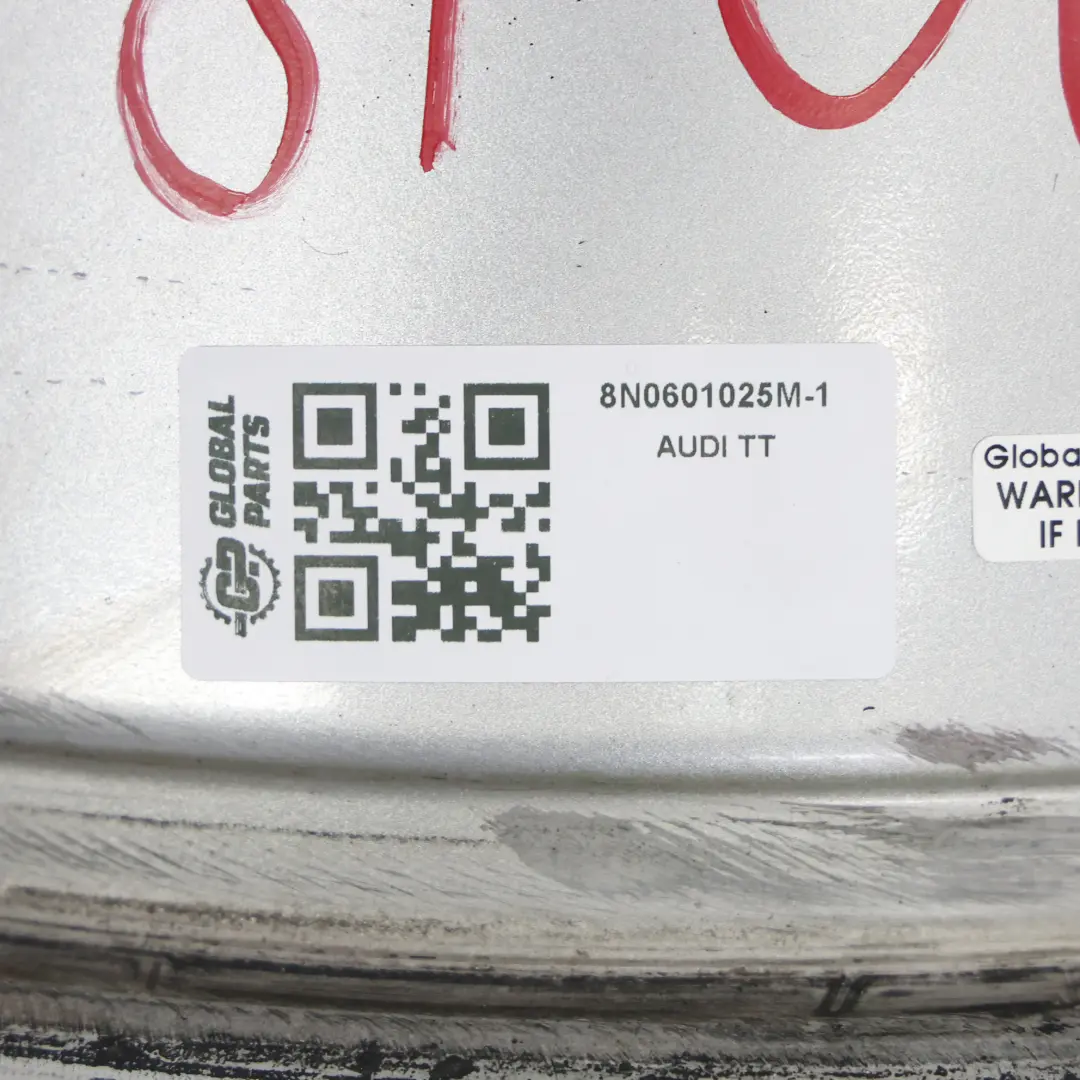 GLOBAL
PARTS
8N0601025M-1
AUDI TT
Globa
WAR
IF